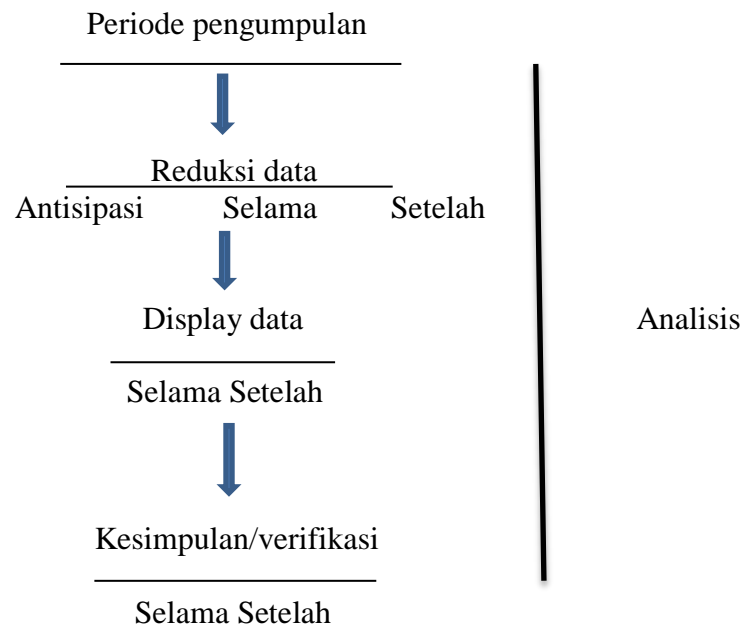 Periode pengumpulan
Reduksi data
Antisipasi Selama Setelah
Display data
Analisis
Selama Setelah
Kesimpulan/verifikasi
Selama Setelah